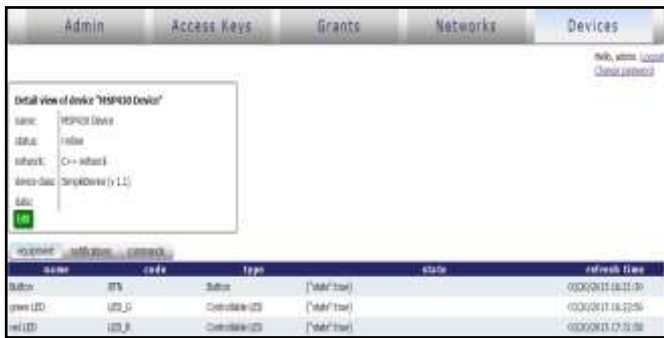 Admin Access Keys Grants Networks Devices
Hello, admin. Logout
Change password
Detail view of device "MSP430 Device"
name: MSP430 Device
status: Online
network: C++ network
device class: SimpleDevice (v 1.1)
data:
Edit
equipment notifications commands
name code type state refresh time
Button BTN Button {"state":true}
green LED LED_G Controllable LED {"state":true}
red LED LED_R Controllable LED {"state":true}